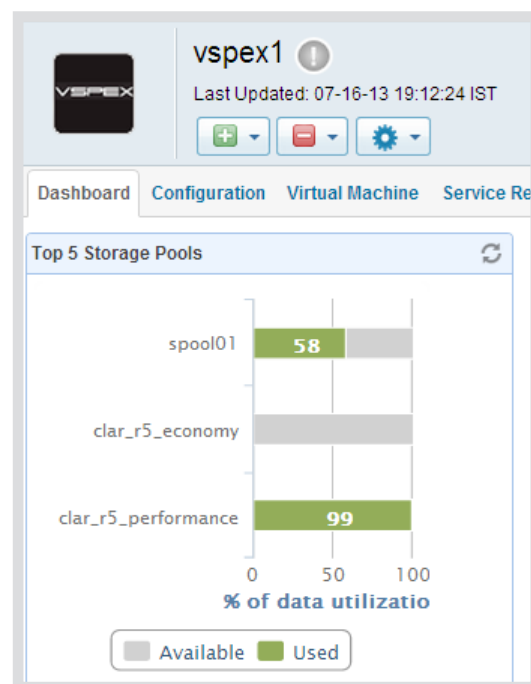 VSPEX
vspex1
Last Updated: 07-16-13 19:12:24 IST
Dashboard Configuration Virtual Machine Service Re
Top 5 Storage Pools
spool01 58
clar_r5_economy
clar_r5_performance 99
0 50 100
% of data utilizatio
Available Used